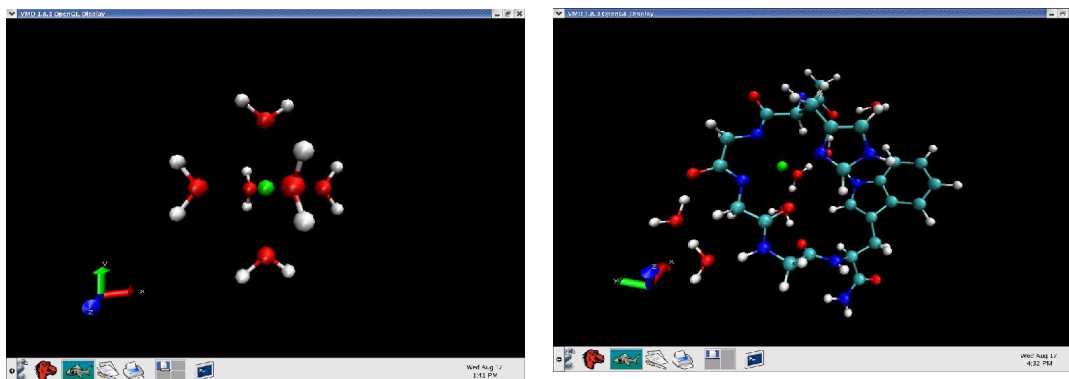 VMD 1.8.3 OpenGL Display
Y
X
Z
Wed Aug 17
1:41 PM
VMD 1.8.3 OpenGL Display
Y
Z
X
Wed Aug 17
4:32 PM